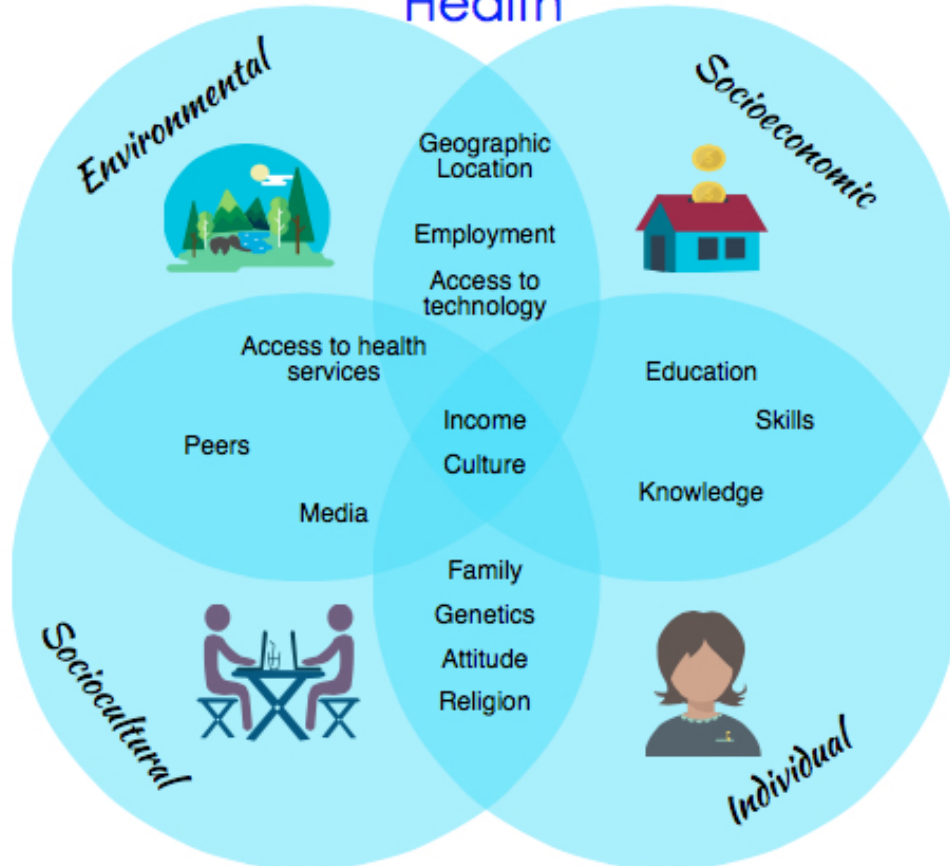 Health
Environmental
Socioeconomic
Geographic
Location
Employment
Access to
technology
Access to health
services
Education
Income
Skills
Peers
Culture
Knowledge
Media
Family
Genetics
Attitude
Religion
Sociocultural
Individual